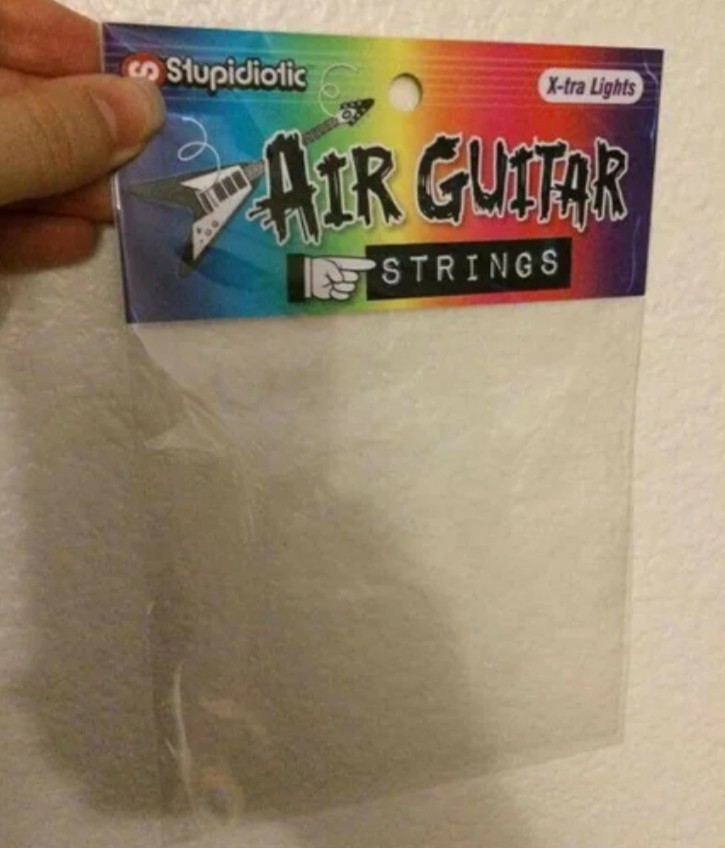 S Stupidiotic
X-tra Lights
AIR GUITAR
STRINGS